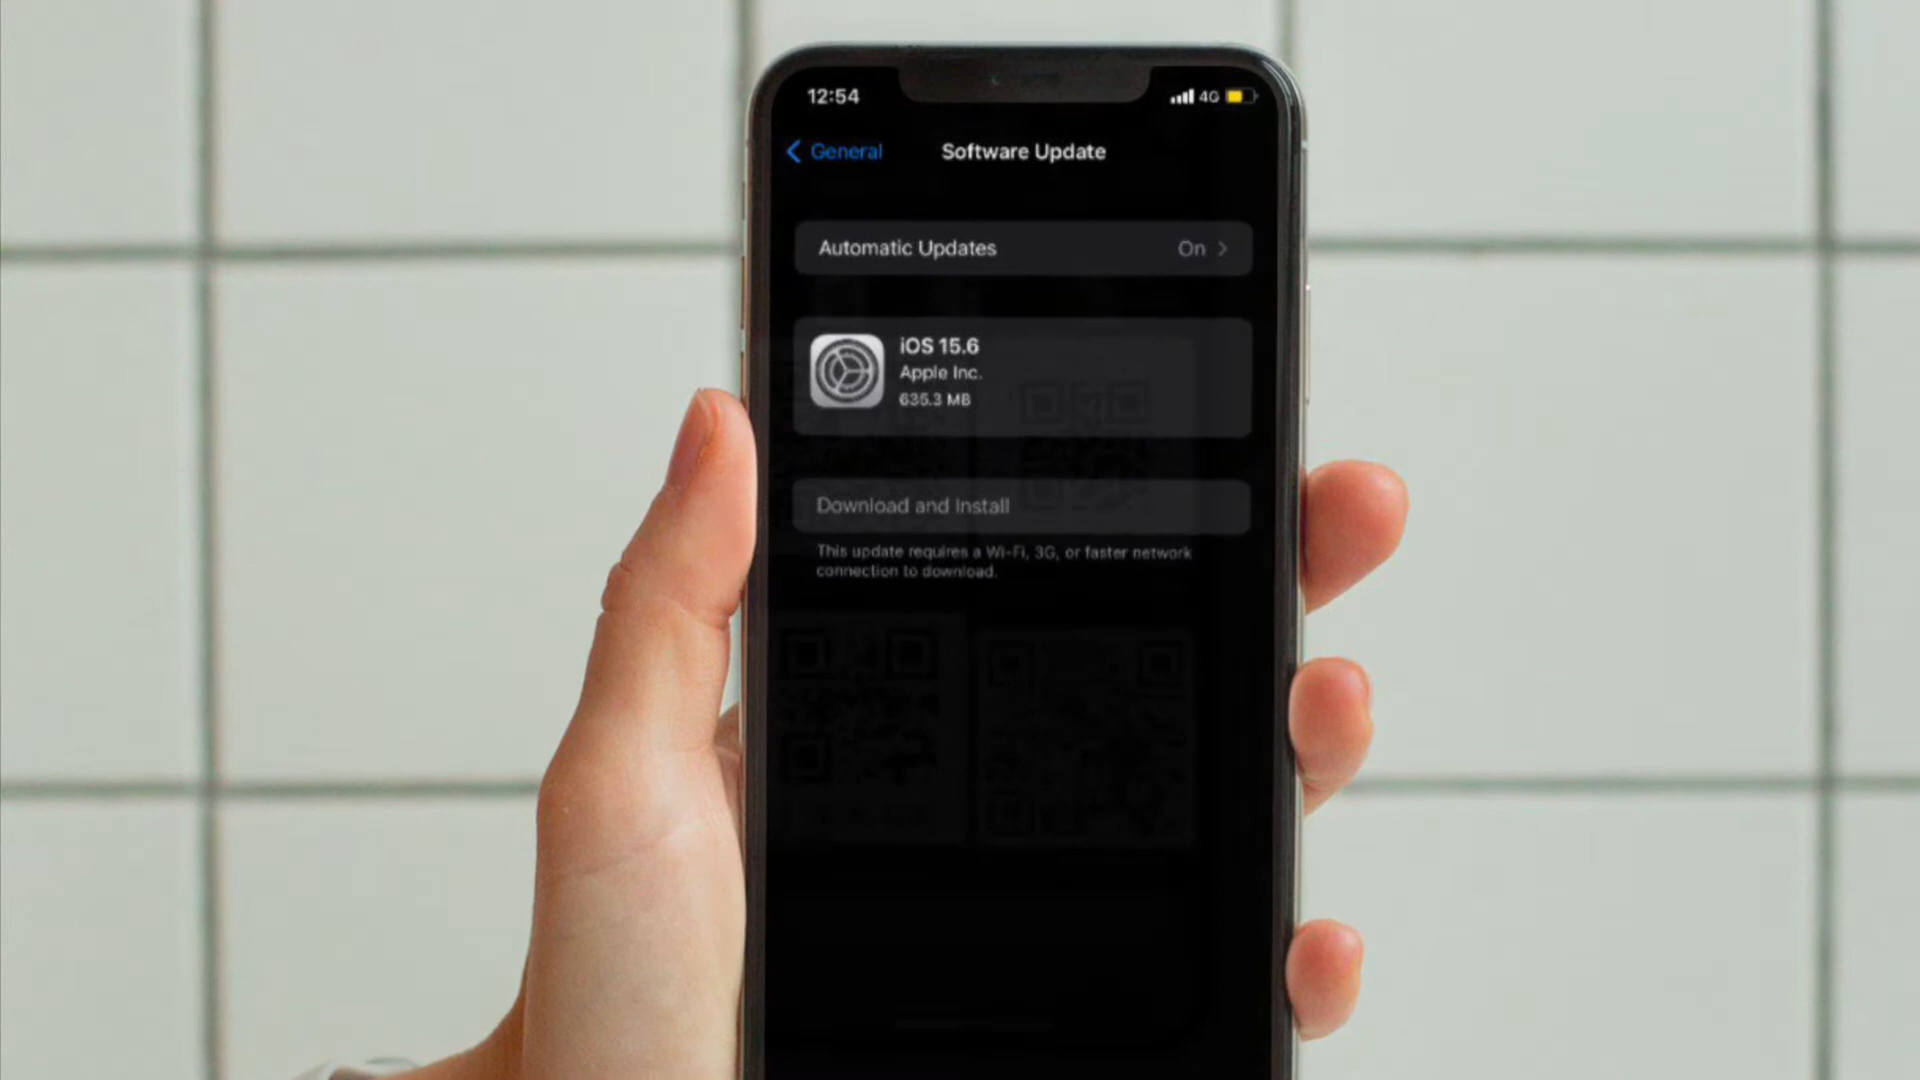 12:54
4G
General
Software Update
Automatic Updates On
iOS 15.6
Apple Inc.
635.3 MB
Download and Install
This update requires a Wi-Fi, 3G, or faster network
connection to download.